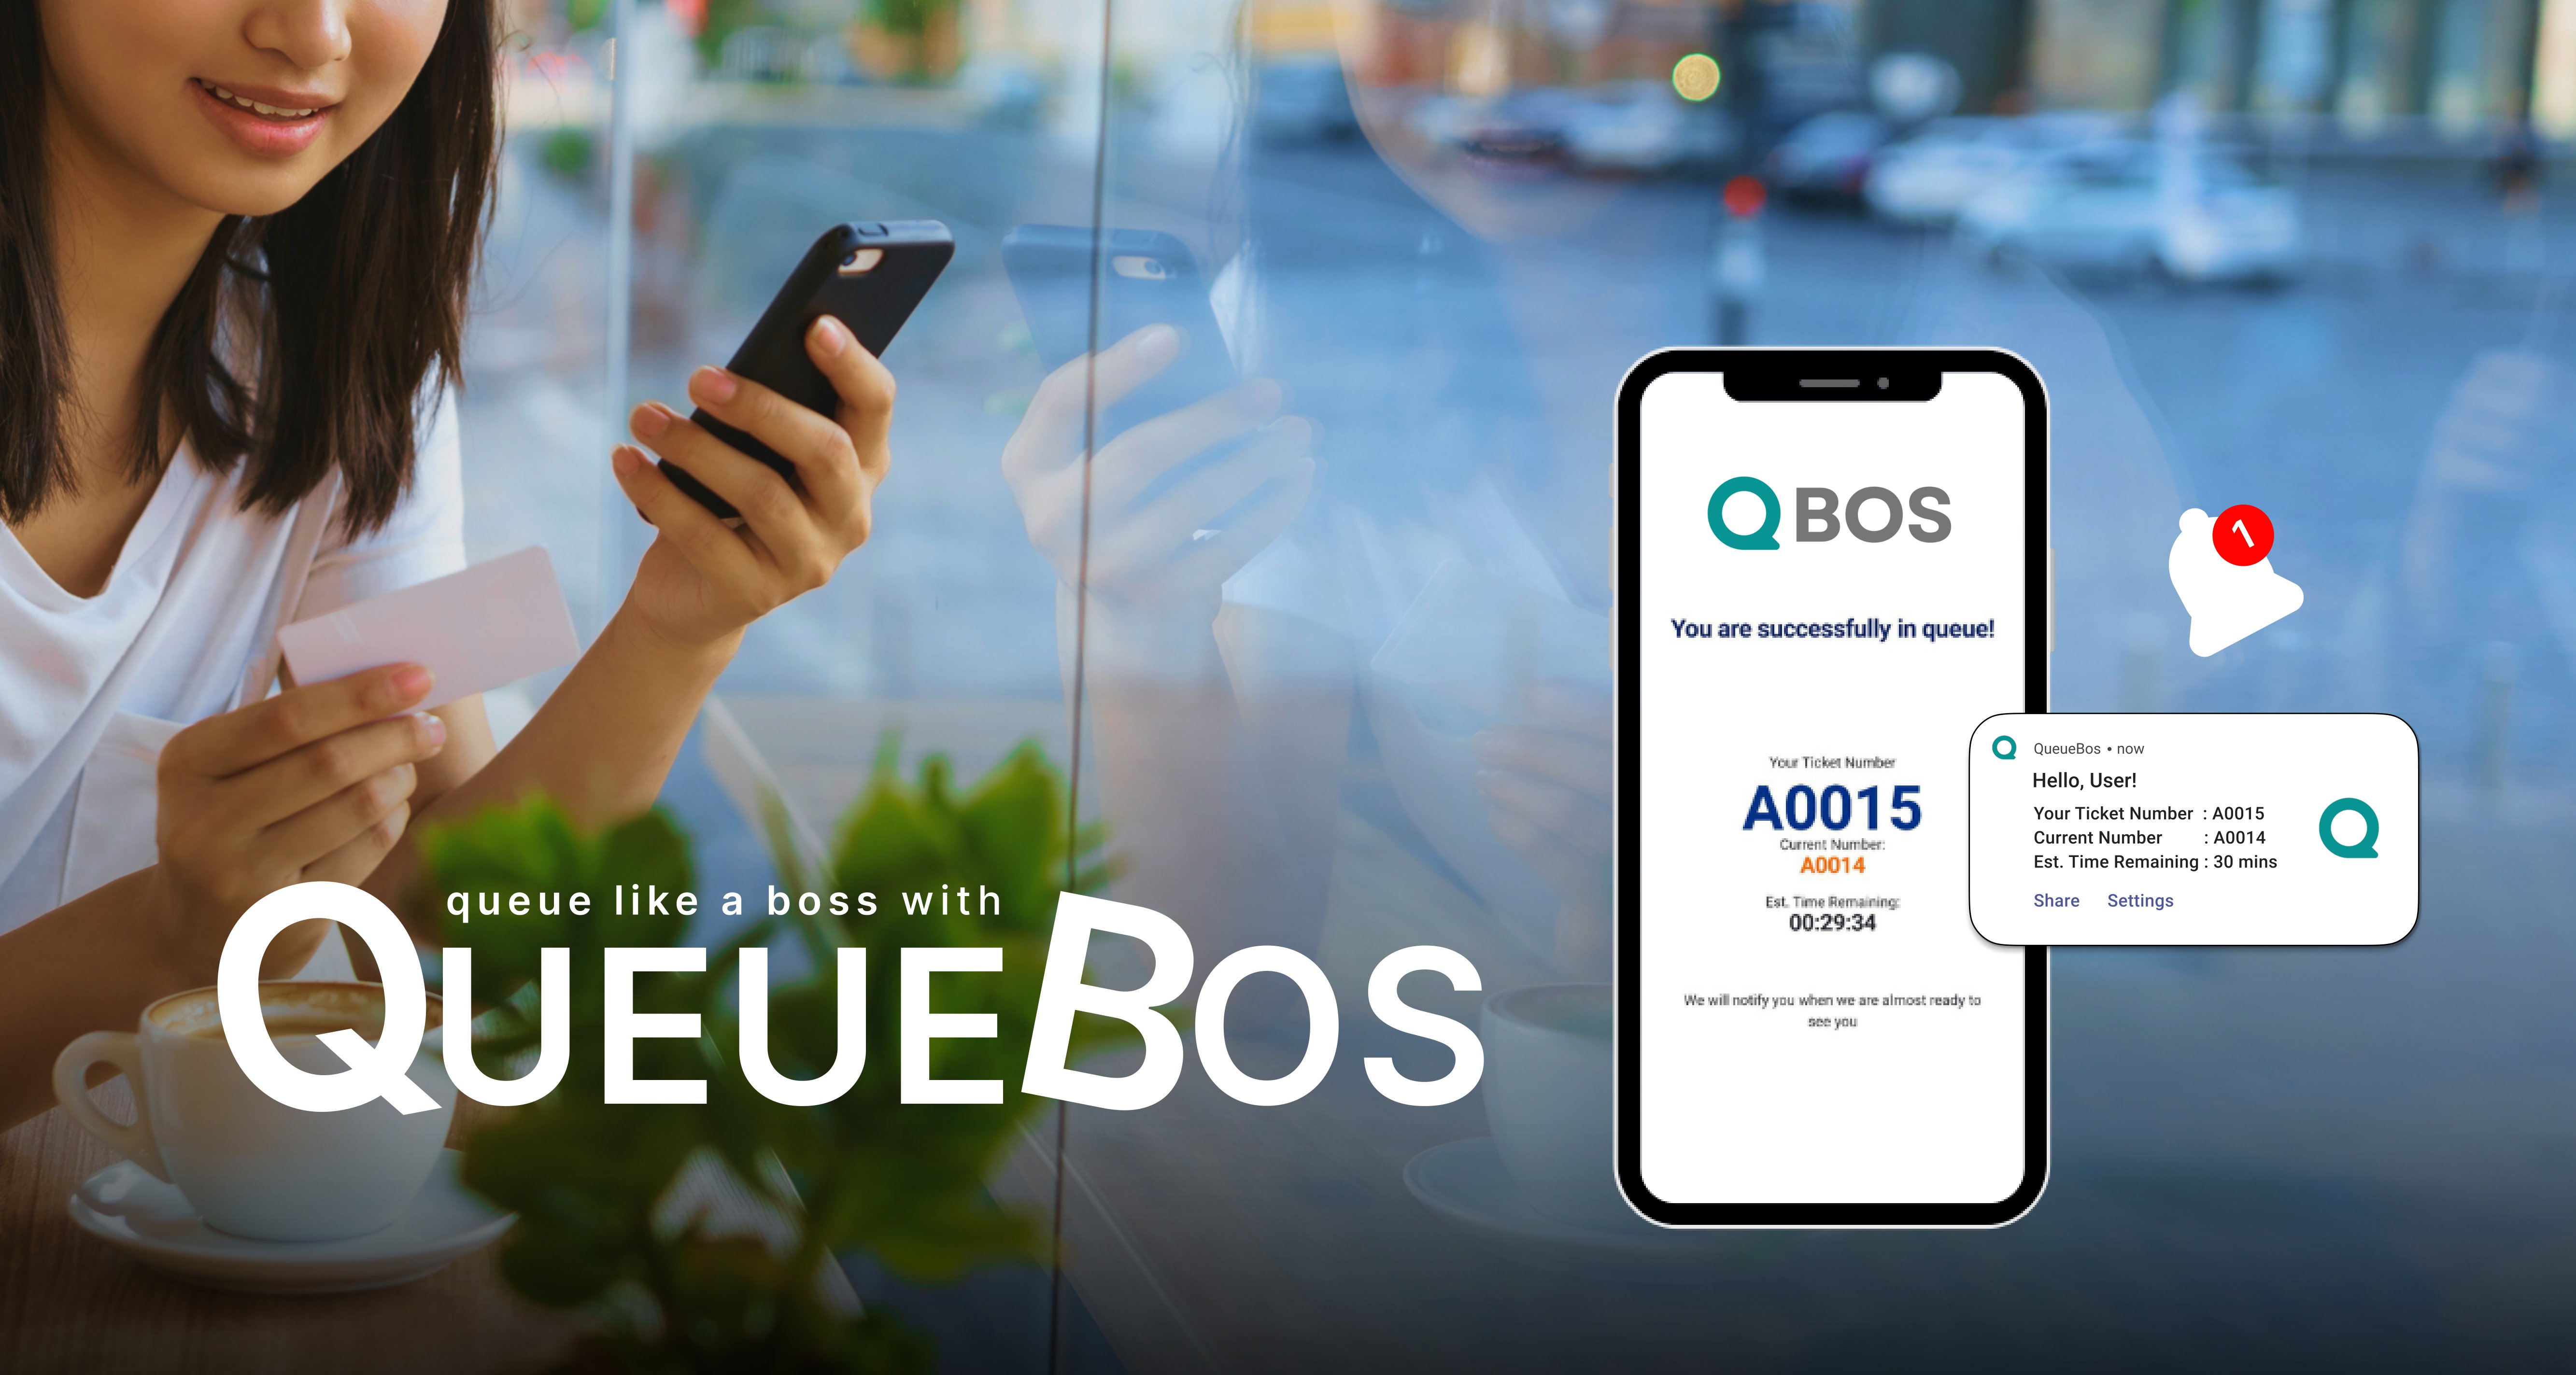 queue like a boss with
QUEUEBOS
QBOS
You are successfully in queue!
Your Ticket Number
A0015
Current Number:
A0014
Est. Time Remaining:
00:29:34
We will notify you when we are almost ready to
see you
1
QueueBos • now
Hello, User!
Your Ticket Number : A0015
Current Number : A0014
Est. Time Remaining : 30 mins
Share Settings